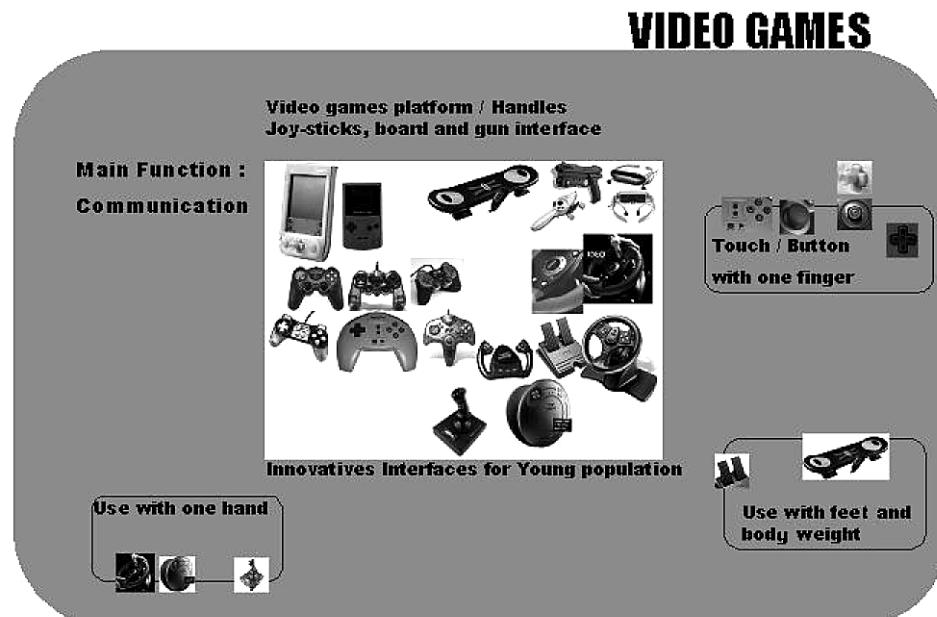 VIDEO GAMES
Video games platform / Handles
Joy-sticks, board and gun interface
Main Function :
Communication
Touch / Button
with one finger
Innovatives Interfaces for Young population
Use with one hand
Use with feet and
body weight